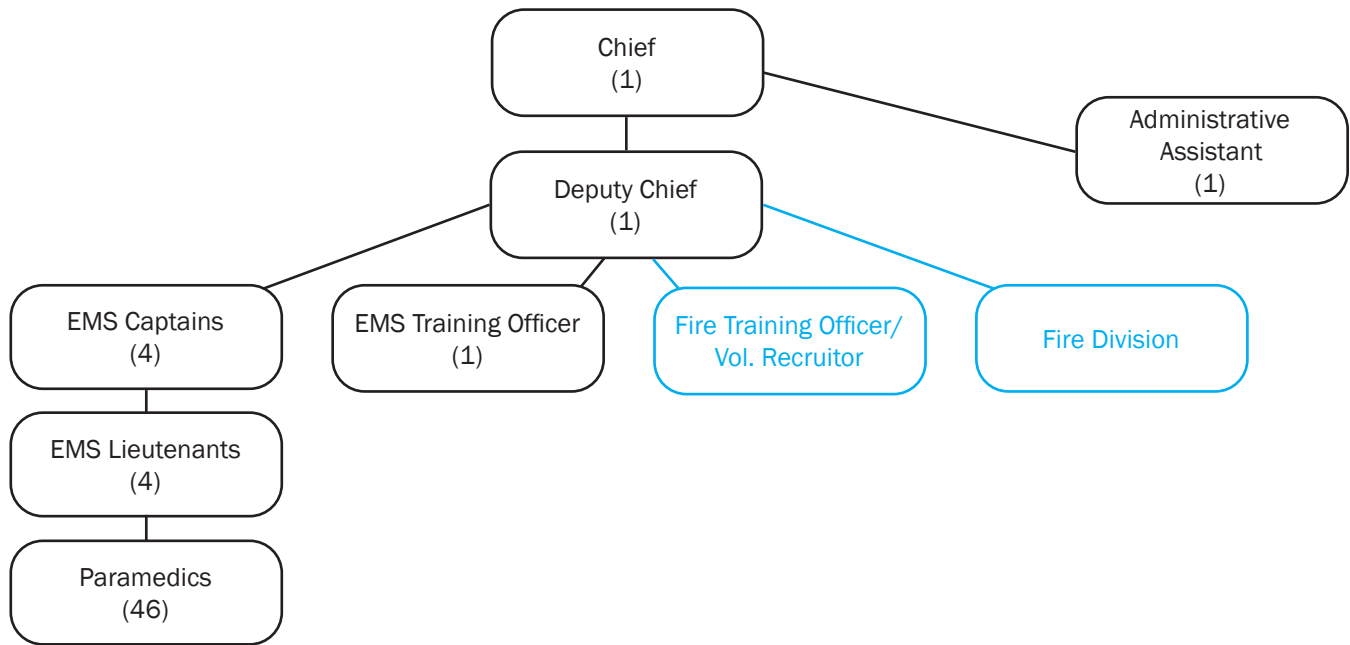 Chief
(1)
Administrative
Assistant
(1)
Deputy Chief
(1)
EMS Captains
(4)
EMS Training Officer
(1)
Fire Training Officer/
Vol. Recruitor
Fire Division
EMS Lieutenants
(4)
Paramedics
(46)